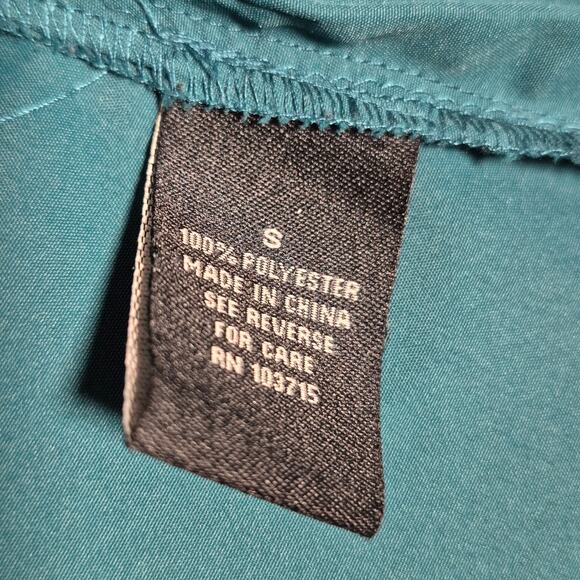 S
100% POLYESTER
MADE IN CHINA
SEE REVERSE
FOR CARE
RN 103715